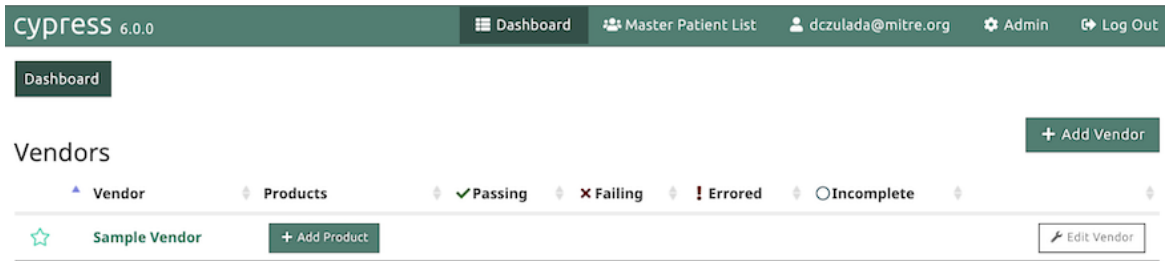 cypress 6.0.0 Dashboard Master Patient List dczulada@mitre.org Admin Log Out
Dashboard
+ Add Vendor
Vendors
Vendor Products Passing Failing Errored Incomplete
Sample Vendor + Add Product Edit Vendor